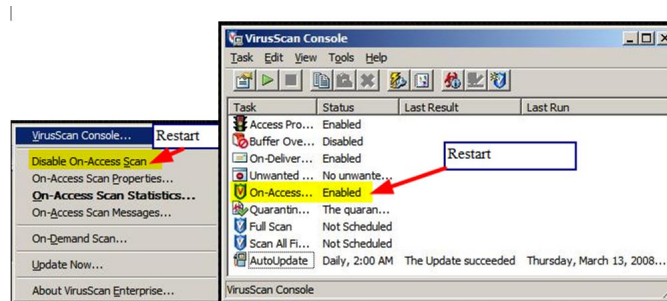 VirusScan Console...
Restart
Disable On-Access Scan
On-Access Scan Properties...
On-Access Scan Statistics...
On-Access Scan Messages...
On-Demand Scan...
Update Now...
About VirusScan Enterprise...
VirusScan Console
Task Edit View Tools Help
Task Status Last Result Last Run
Access Pro... Enabled
Buffer Ove... Disabled
On-Deliver... Enabled
Restart
Unwanted ... No unwante...
On-Access... Enabled
Quarantin... The quaran...
Full Scan Not Scheduled
Scan All Fi... Not Scheduled
AutoUpdate Daily, 2:00 AM The Update succeeded Thursday, March 13, 2008...
VirusScan Console